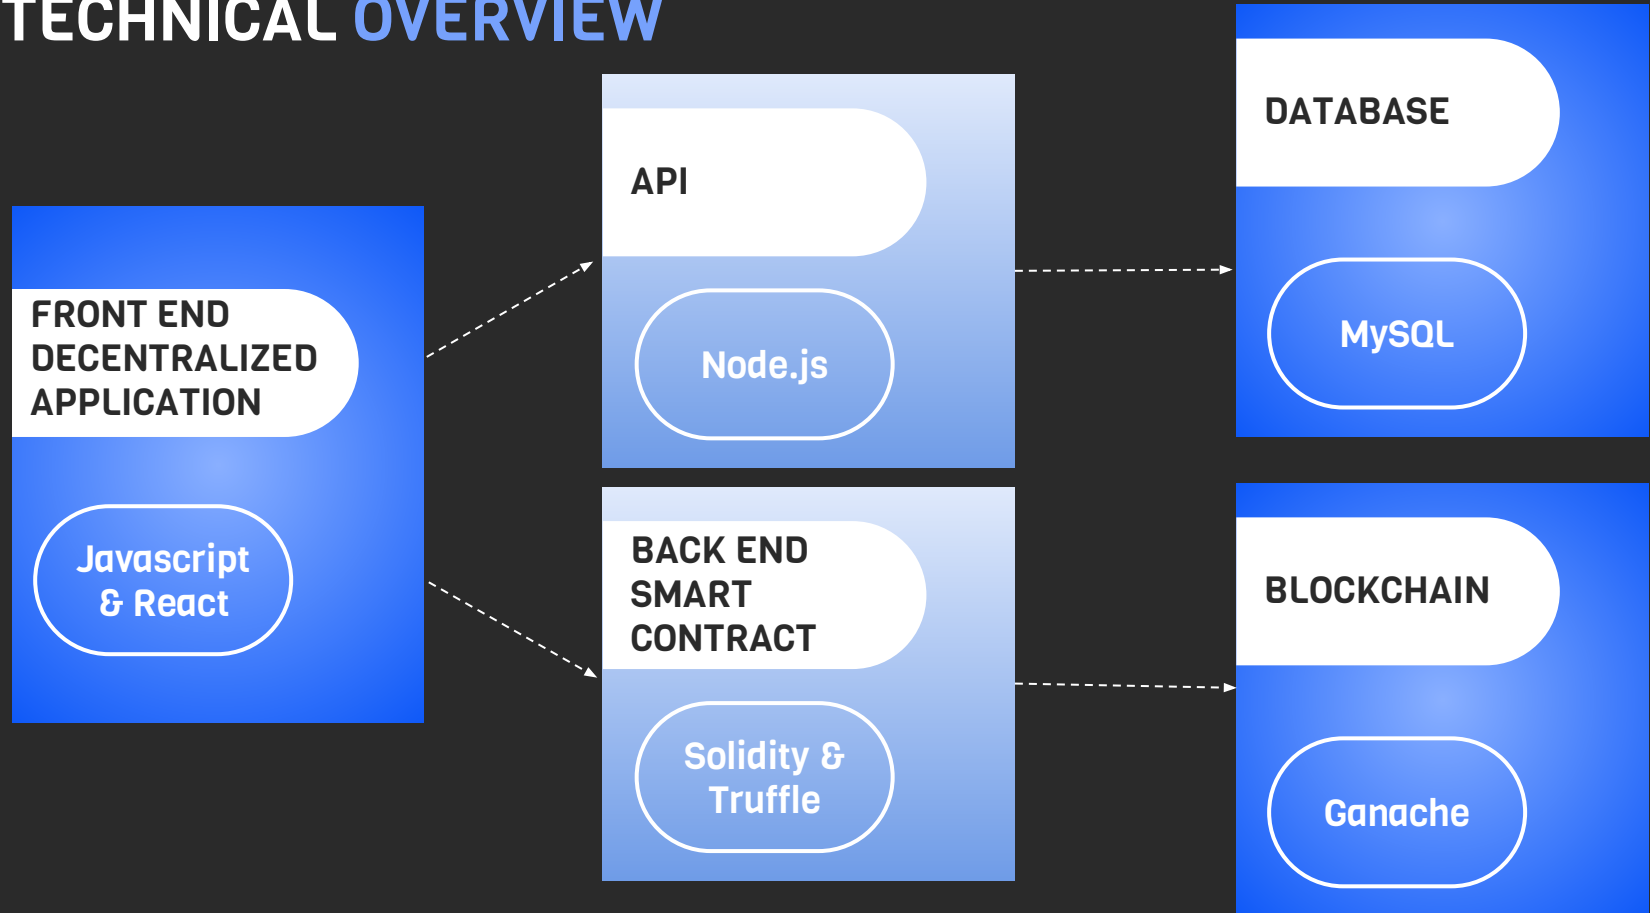 TECHNICAL OVERVIEW
FRONT END
DECENTRALIZED
APPLICATION
Javascript
& React
API
Node.js
BACK END
SMART
CONTRACT
Solidity &
Truffle
DATABASE
MySQL
BLOCKCHAIN
Ganache